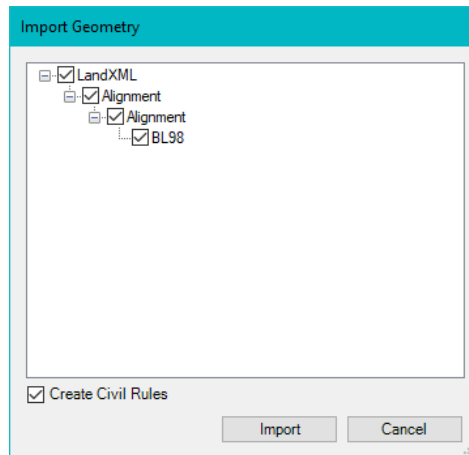 Import Geometry
LandXML
Alignment
Alignment
BL98
Create Civil Rules
Import Cancel